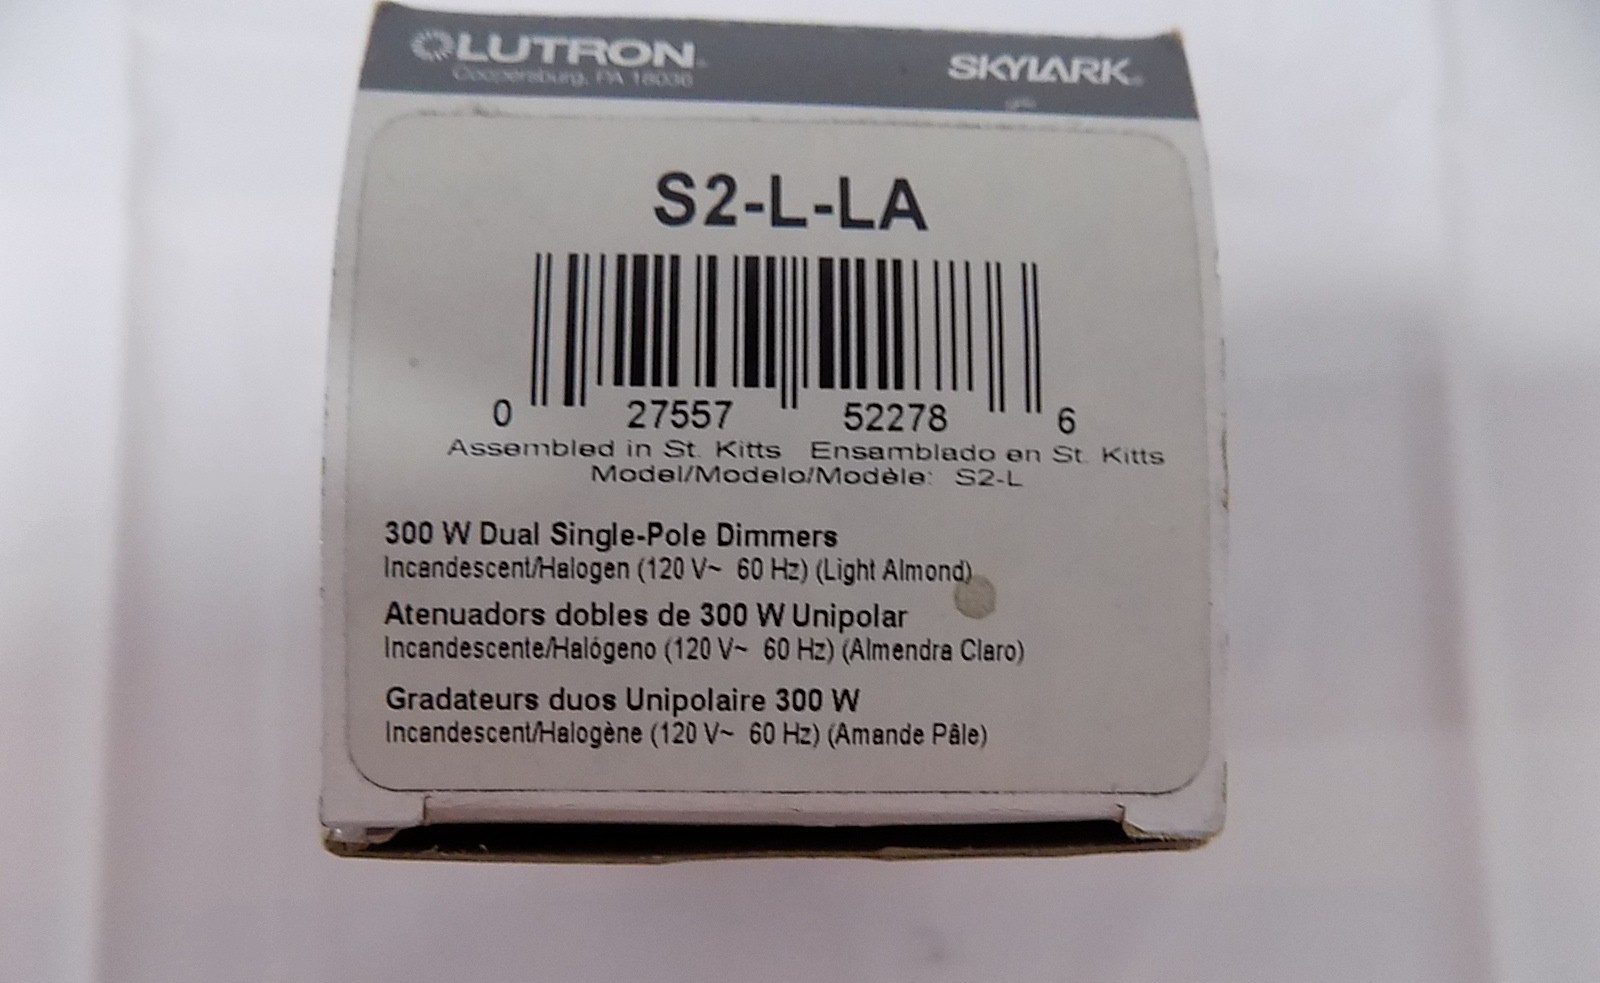 LUTRON
SKYLARK
Coopersburg, PA 18036
S2-L-LA
0 27557 52278 6
Assembled in St. Kitts Ensamblado en St. Kitts
Model/Modelo/Modèle: S2-L
300 W Dual Single-Pole Dimmers
Incandescent/Halogen (120 V~ 60 Hz) (Light Almond)
Atenuadors dobles de 300 W Unipolar
Incandescente/Halógeno (120 V~ 60 Hz) (Almendra Claro)
Gradateurs duos Unipolaire 300 W
Incandescent/Halogène (120 V~ 60 Hz) (Amande Pâle)